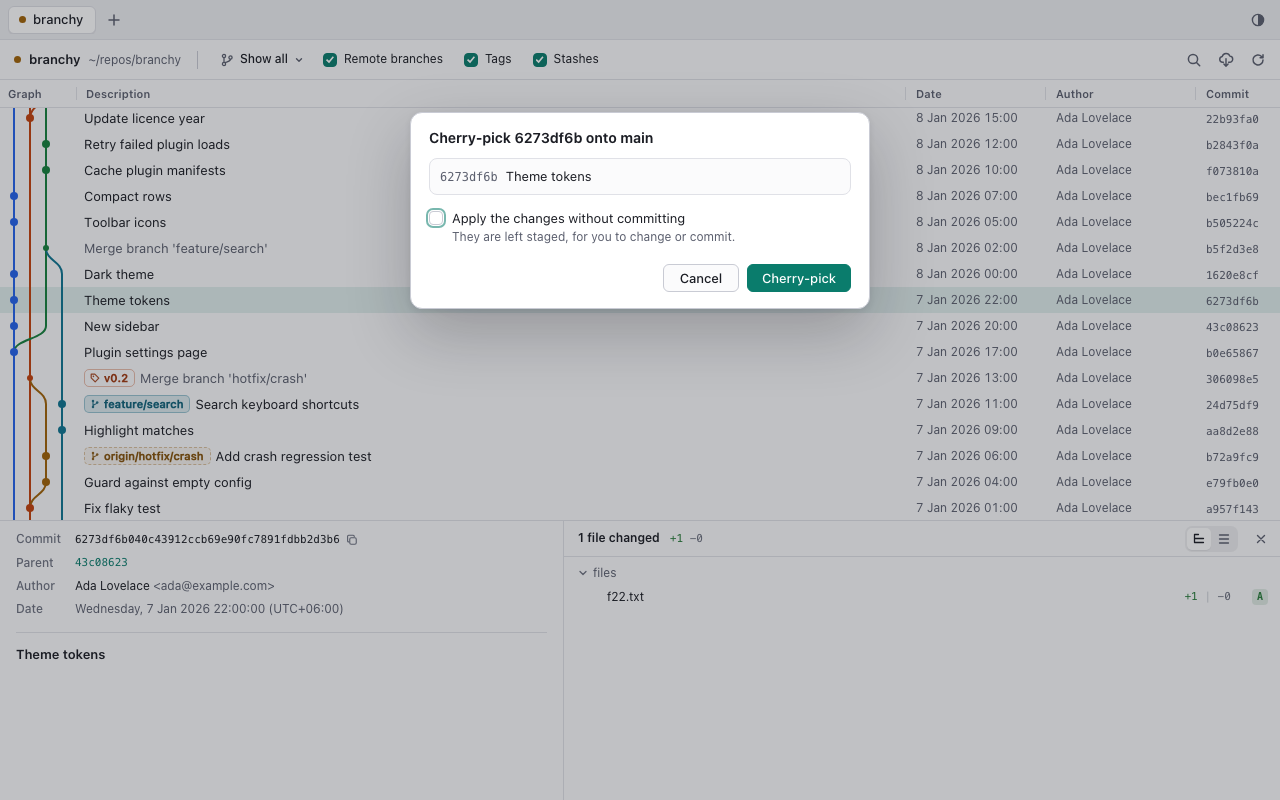 branchy
branchy ~/repos/branchy Show all Remote branches Tags Stashes
Graph Description Date Author Commit
Update licence year 8 Jan 2026 15:00 Ada Lovelace 22b93fa0
Retry failed plugin loads 8 Jan 2026 12:00 Ada Lovelace b2843f0a
Cache plugin manifests 8 Jan 2026 10:00 Ada Lovelace f073810a
Compact rows 8 Jan 2026 07:00 Ada Lovelace bec1fb69
Toolbar icons 8 Jan 2026 05:00 Ada Lovelace b505224c
Merge branch 'feature/search' 8 Jan 2026 02:00 Ada Lovelace b5f2d3e8
Dark theme 8 Jan 2026 00:00 Ada Lovelace 1620e8cf
Theme tokens 7 Jan 2026 22:00 Ada Lovelace 6273df6b
New sidebar 7 Jan 2026 20:00 Ada Lovelace 43c08623
Plugin settings page 7 Jan 2026 17:00 Ada Lovelace b0e65867
v0.2 Merge branch 'hotfix/crash' 7 Jan 2026 13:00 Ada Lovelace 306098e5
feature/search Search keyboard shortcuts 7 Jan 2026 11:00 Ada Lovelace 24d75df9
Highlight matches 7 Jan 2026 09:00 Ada Lovelace aa8d2e88
origin/hotfix/crash Add crash regression test 7 Jan 2026 06:00 Ada Lovelace b72a9fc9
Guard against empty config 7 Jan 2026 04:00 Ada Lovelace e79fb0e0
Fix flaky test 7 Jan 2026 01:00 Ada Lovelace a957f143
Cherry-pick 6273df6b onto main
6273df6b Theme tokens
Apply the changes without committing
They are left staged, for you to change or commit.
Cancel Cherry-pick
Commit 6273df6b040c43912ccb69e90fc7891fdbb2d3b6
Parent 43c08623
Author Ada Lovelace <ada@example.com>
Date Wednesday, 7 Jan 2026 22:00:00 (UTC+06:00)
Theme tokens
1 file changed +1 −0
files
f22.txt +1 | −0 A